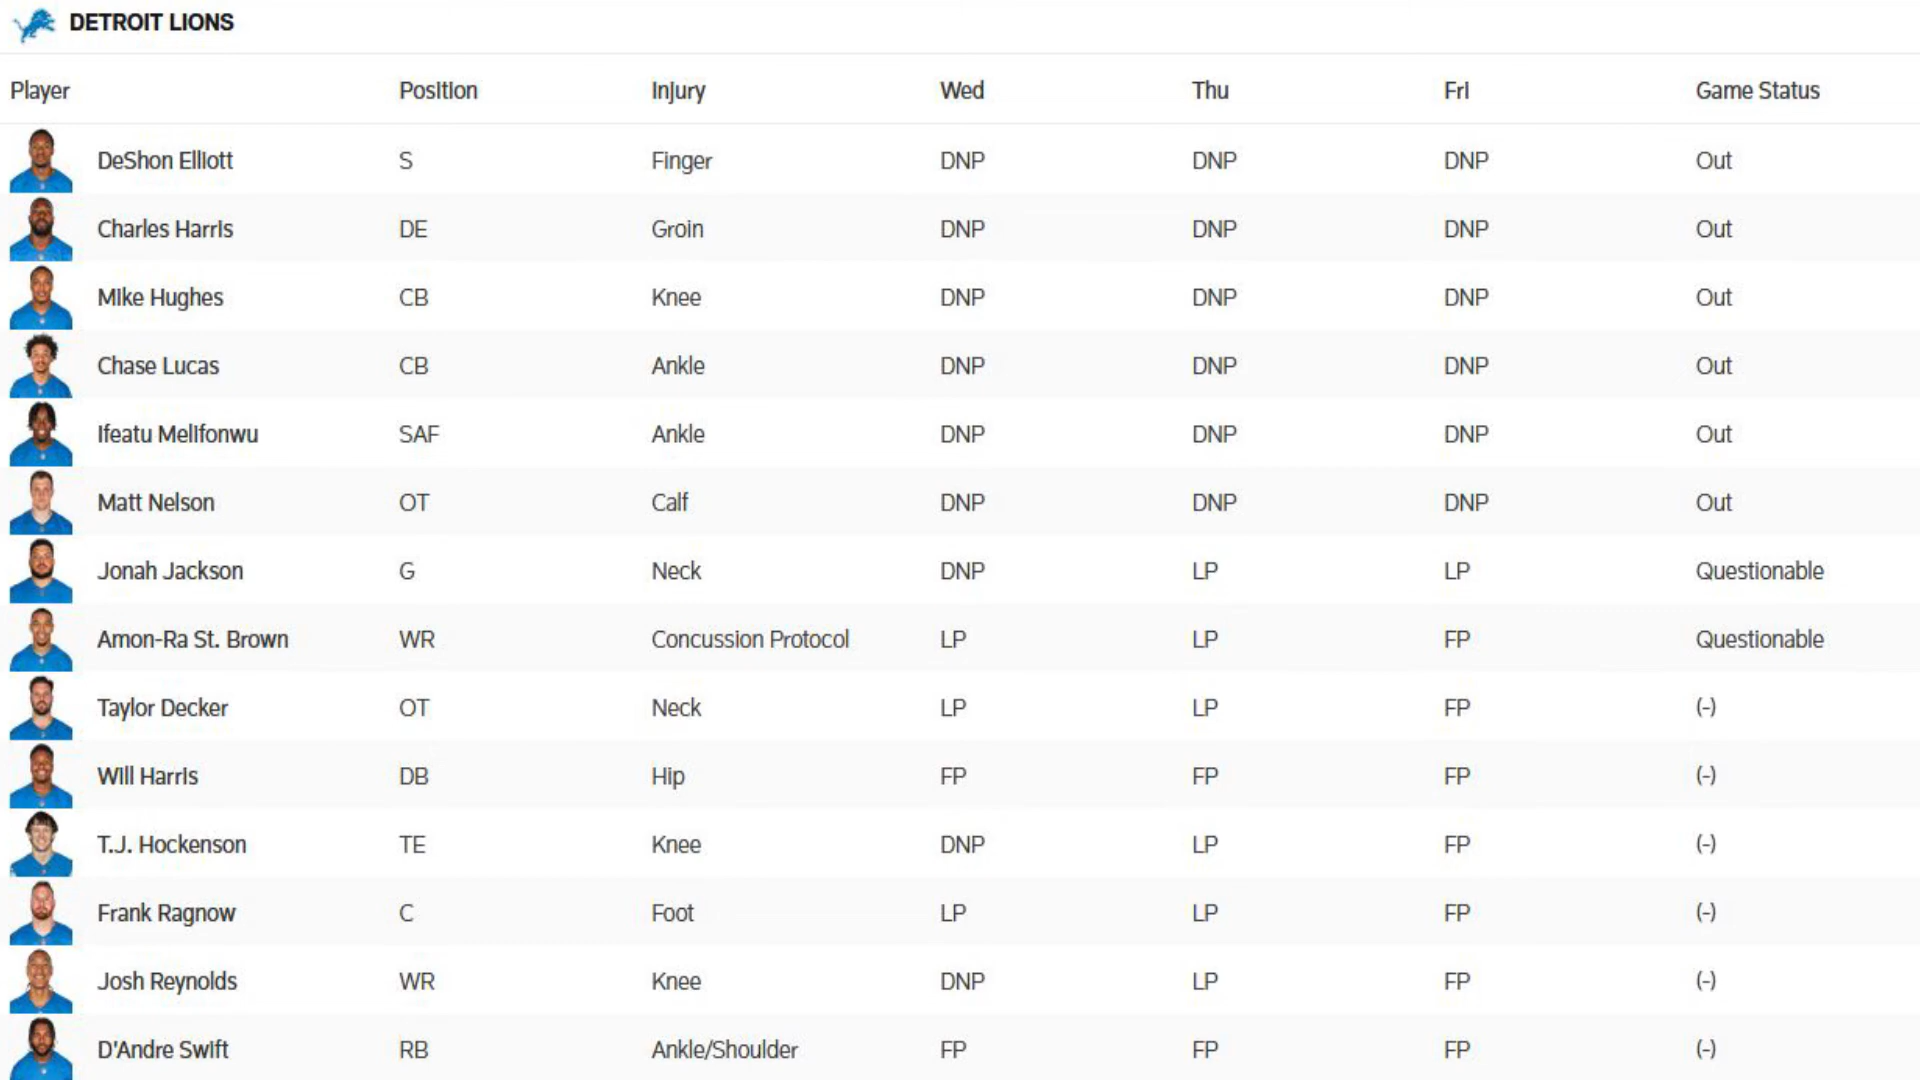 DETROIT LIONS
Player Position Injury Wed Thu Fri Game Status
DeShon Elliott S Finger DNP DNP DNP Out
Charles Harris DE Groin DNP DNP DNP Out
Mike Hughes CB Knee DNP DNP DNP Out
Chase Lucas CB Ankle DNP DNP DNP Out
Ifeatu Melifonwu SAF Ankle DNP DNP DNP Out
Matt Nelson OT Calf DNP DNP DNP Out
Jonah Jackson G Neck DNP LP LP Questionable
Amon-Ra St. Brown WR Concussion Protocol LP LP FP Questionable
Taylor Decker OT Neck LP LP FP (-)
Will Harris DB Hip FP FP FP (-)
T.J. Hockenson TE Knee DNP LP FP (-)
Frank Ragnow C Foot LP LP FP (-)
Josh Reynolds WR Knee DNP LP FP (-)
D'Andre Swift RB Ankle/Shoulder FP FP FP (-)